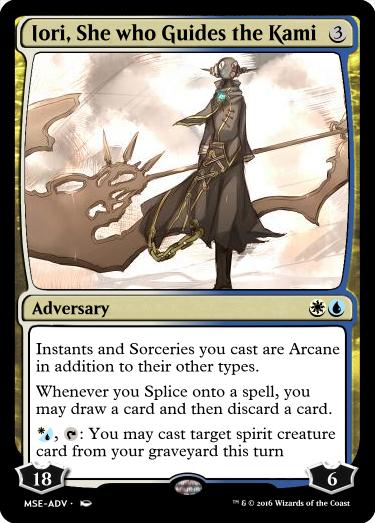 Iori, She who Guides the Kami 3
Adversary
Instants and Sorceries you cast are Arcane
in addition to their other types.
Whenever you Splice onto a spell, you
may draw a card and then discard a card.
, : You may cast target spirit creature
card from your graveyard this turn
18 6
MSE-ADV · ™ & © 2016 Wizards of the Coast